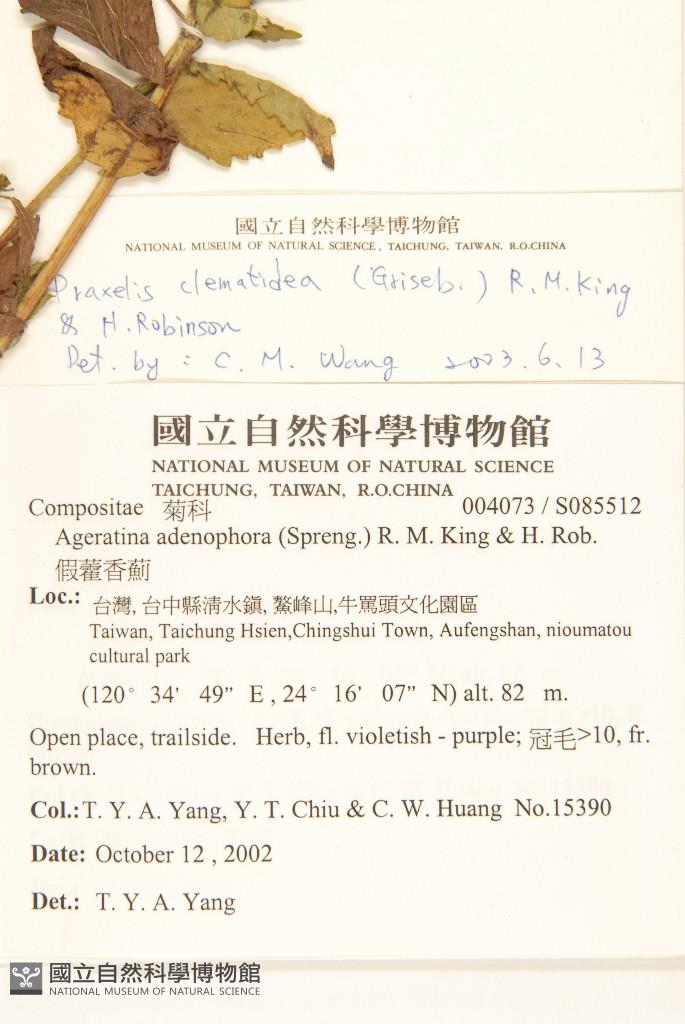 國立自然科學博物館
NATIONAL MUSEUM OF NATURAL SCIENCE, TAICHUNG, TAIWAN, R.O.CHINA
Praxelis clematidea (Griseb.) R. M. King
& H. Robinson
Det. by : C. M. Wang 2003. 6. 13
國立自然科學博物館
NATIONAL MUSEUM OF NATURAL SCIENCE
TAICHUNG, TAIWAN, R.O.CHINA
Compositae 菊科 004073 / S085512
Ageratina adenophora (Spreng.) R. M. King & H. Rob.
假藿香薊
Loc.: 台灣, 台中縣清水鎮, 鰲峰山,牛罵頭文化園區
Taiwan, Taichung Hsien,Chingshui Town, Aufengshan, nioumatou
cultural park
(120° 34' 49” E , 24° 16' 07” N) alt. 82 m.
Open place, trailside. Herb, fl. violetish - purple; 冠毛>10, fr.
brown.
Col.: T. Y. A. Yang, Y. T. Chiu & C. W. Huang No.15390
Date: October 12 , 2002
Det.: T. Y. A. Yang
國立自然科學博物館
NATIONAL MUSEUM OF NATURAL SCIENCE